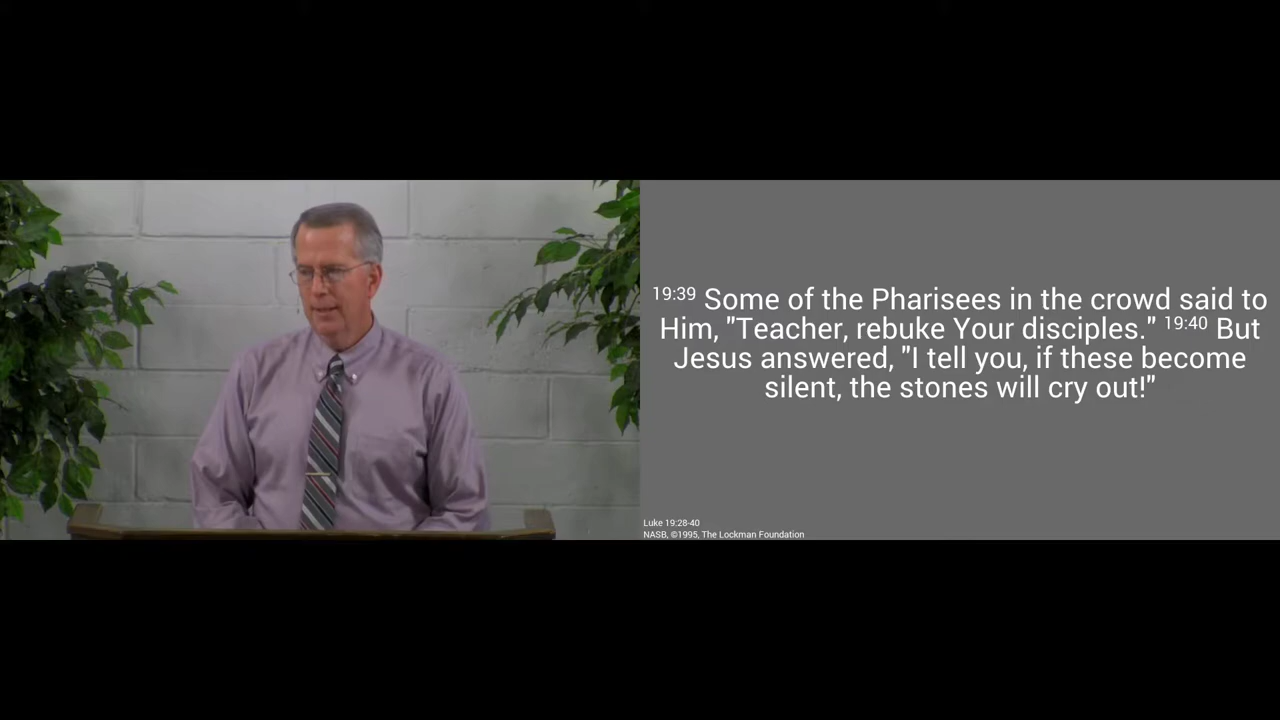 19:39 Some of the Pharisees in the crowd said to
Him, "Teacher, rebuke Your disciples." 19:40 But
Jesus answered, "I tell you, if these become
silent, the stones will cry out!"
Luke 19:28-40
NASB, ©1995, The Lockman Foundation